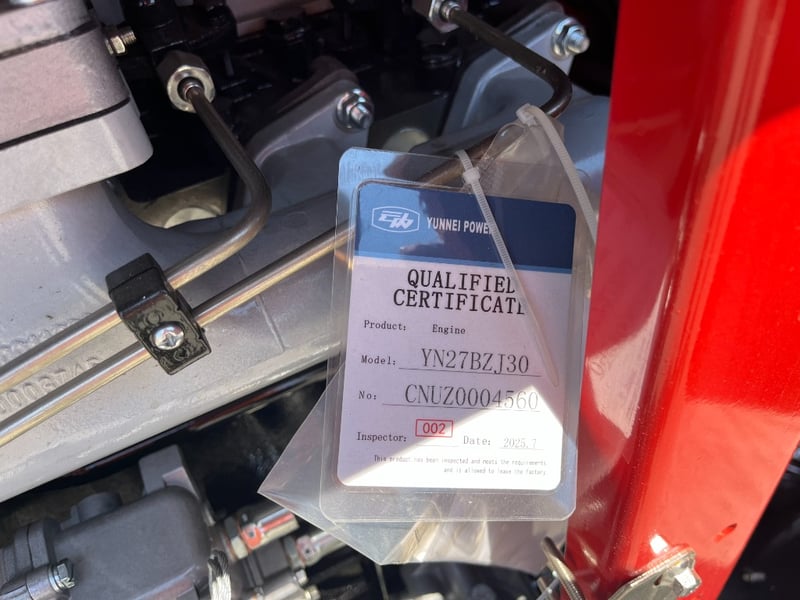 YUNNEI POWER
QUALIFIED
CERTIFICATE
Product: Engine
Model: YN27BZJ30
No: CNUZ0004560
Inspector: 002 Date: 2025.7
This product has been inspected and meets the requirements
and is allowed to leave the factory.